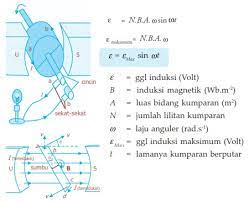 ε = N.B.A. ω sin ωt
ε maksimum = N.B.A. ω
ε = ε Max sin ωt
U
S
cincin
sikat-sikat
ε = ggl induksi (Volt)
B = induksi magnetik (Wb.m⁻²)
A = luas bidang kumparan (m²)
N = jumlah lilitan kumparan
ω = laju anguler (rad.s⁻¹)
ε Max = ggl induksi maksimum (Volt)
t = lamanya kumparan berputar
U
S
sumbu
B